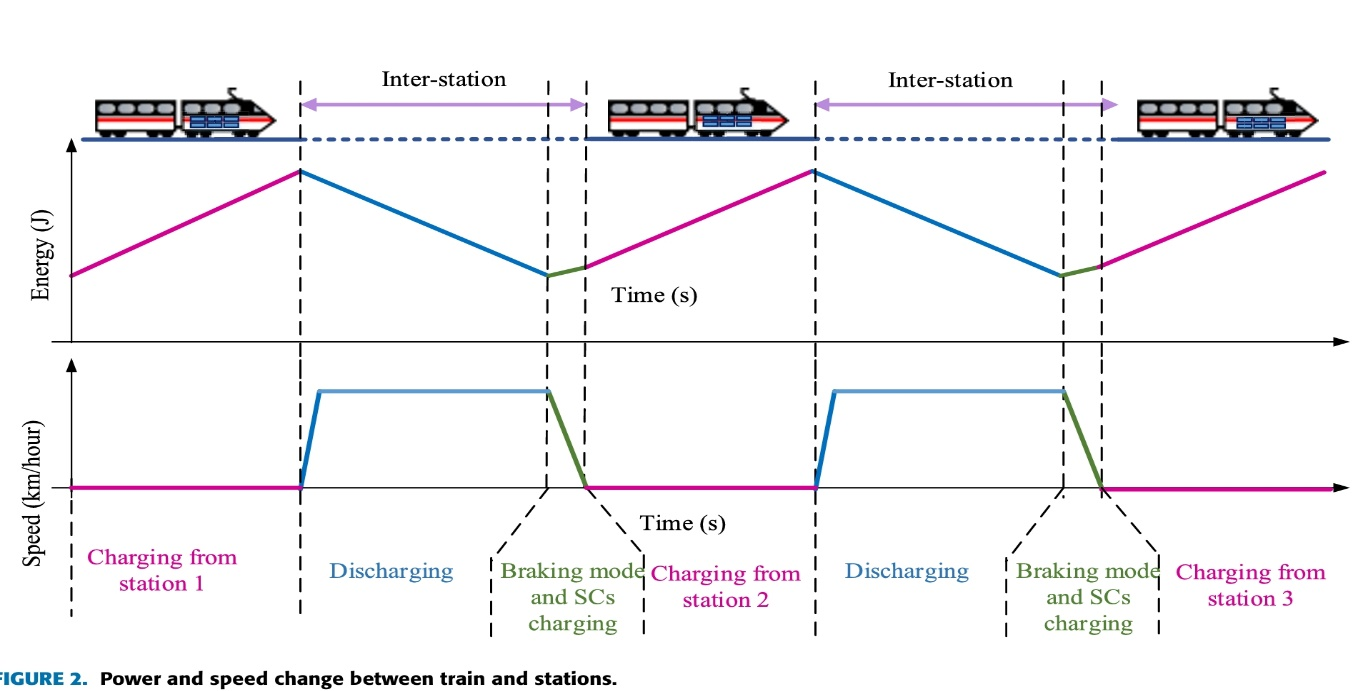 Inter-station
Inter-station
Energy (J)
Time (s)
Speed (km/hour)
Time (s)
Charging from
station 1
Discharging
Braking mode
and SCs
charging
Charging from
station 2
Discharging
Braking mode
and SCs
charging
Charging from
station 3
FIGURE 2. Power and speed change between train and stations.